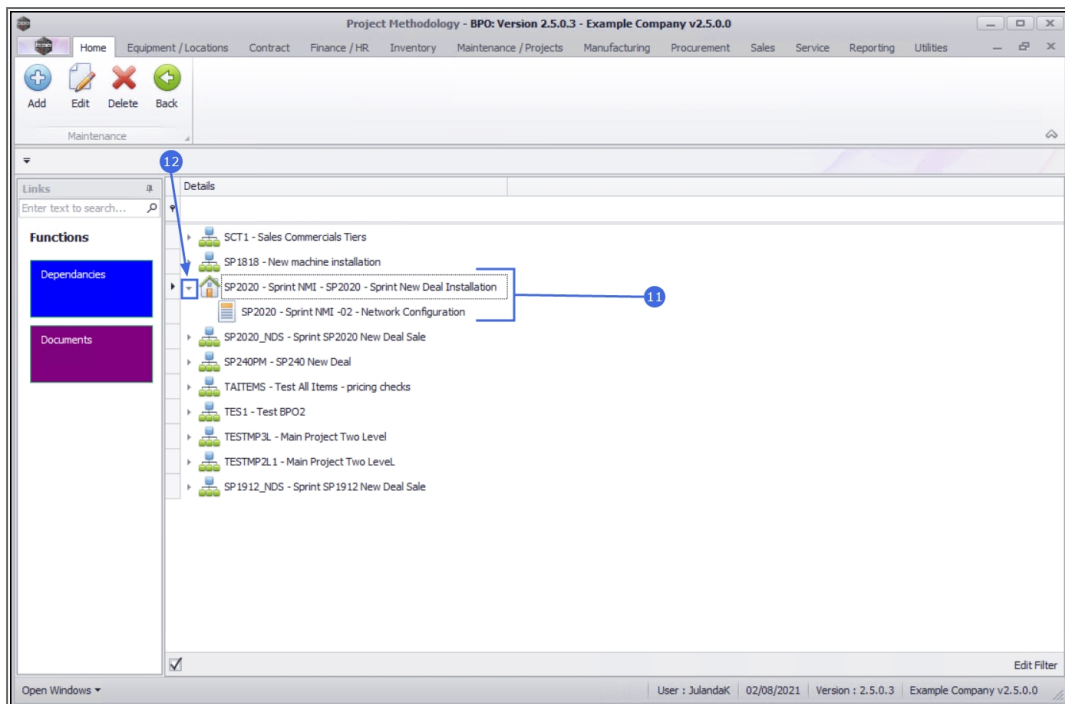 Project Methodology - BPO: Version 2.5.0.3 - Example Company v2.5.0.0
Home Equipment / Locations Contract Finance / HR Inventory Maintenance / Projects Manufacturing Procurement Sales Service Reporting Utilities
Add Edit Delete Back
Maintenance
12
Links
Details
Enter text to search...
Functions
Dependancies
Documents
SCT1 - Sales Commercials Tiers
SP1818 - New machine installation
SP2020 - Sprint NMI - SP2020 - Sprint New Deal Installation
11
SP2020 - Sprint NMI -02 - Network Configuration
SP2020_NDS - Sprint SP2020 New Deal Sale
SP240PM - SP240 New Deal
TAITEMS - Test All Items - pricing checks
TES1 - Test BPO2
TESTMP3L - Main Project Two Level
TESTMP2L1 - Main Project Two LeveL
SP1912_NDS - Sprint SP1912 New Deal Sale
Edit Filter
Open Windows User : JulandaK 02/08/2021 Version : 2.5.0.3 Example Company v2.5.0.0